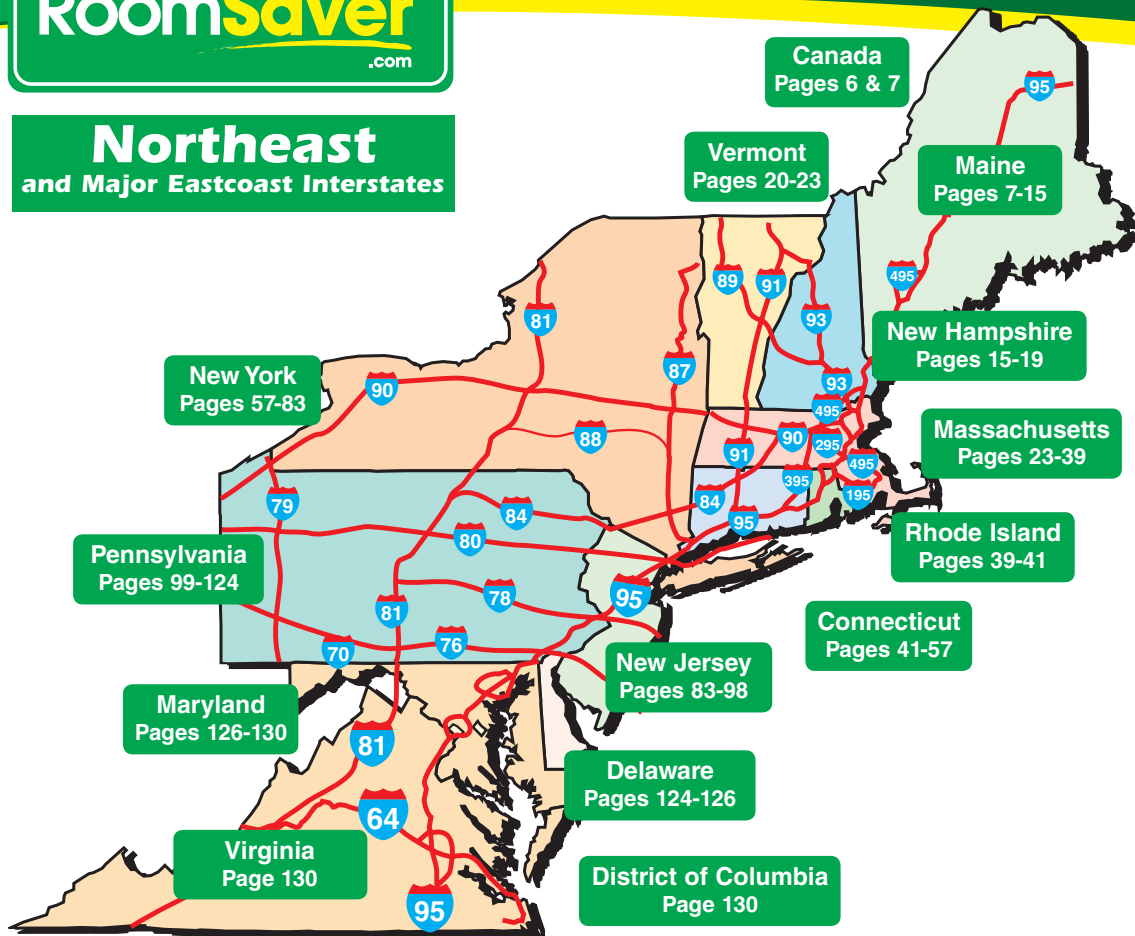 RoomSaver
.com
Northeast
and Major Eastcoast Interstates
Canada
Pages 6 & 7
95
Vermont
Pages 20-23
Maine
Pages 7-15
89
91
495
81
93
New Hampshire
Pages 15-19
87
New York
Pages 57-83
90
93
495
88
90
295
Massachusetts
Pages 23-39
91
495
395
195
79
84
84
95
80
Rhode Island
Pages 39-41
Pennsylvania
Pages 99-124
78
95
81
Connecticut
Pages 41-57
70
76
New Jersey
Pages 83-98
Maryland
Pages 126-130
81
Delaware
Pages 124-126
64
Virginia
Page 130
District of Columbia
Page 130
95